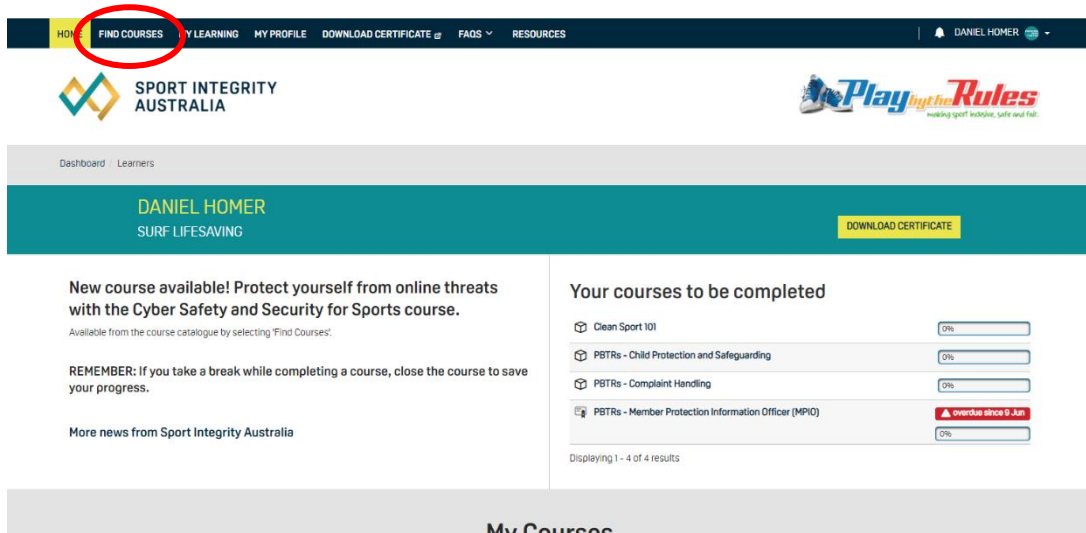 HOME FIND COURSES MY LEARNING MY PROFILE DOWNLOAD CERTIFICATE FAQS RESOURCES DANIEL HOMER
SPORT INTEGRITY
AUSTRALIA
Play by the Rules
making sport inclusive, safe and fair.
Dashboard / Learners
DANIEL HOMER
SURF LIFESAVING
DOWNLOAD CERTIFICATE
New course available! Protect yourself from online threats
with the Cyber Safety and Security for Sports course.
Available from the course catalogue by selecting 'Find Courses'.
REMEMBER: If you take a break while completing a course, close the course to save
your progress.
More news from Sport Integrity Australia
Your courses to be completed
Clean Sport 101 0%
PBTRs - Child Protection and Safeguarding 0%
PBTRs - Complaint Handling 0%
PBTRs - Member Protection Information Officer (MPIO) overdue since 9 Jun
0%
Displaying 1 - 4 of 4 results
My Courses